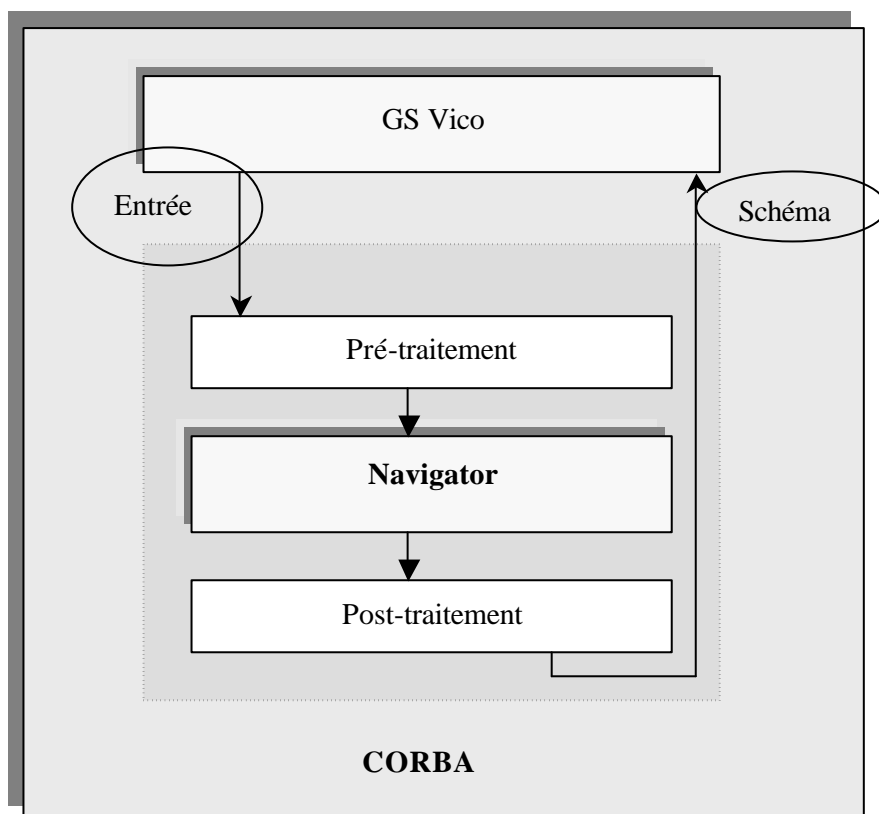 GS Vico
Entrée
Schéma
Pré-traitement
Navigator
Post-traitement
CORBA